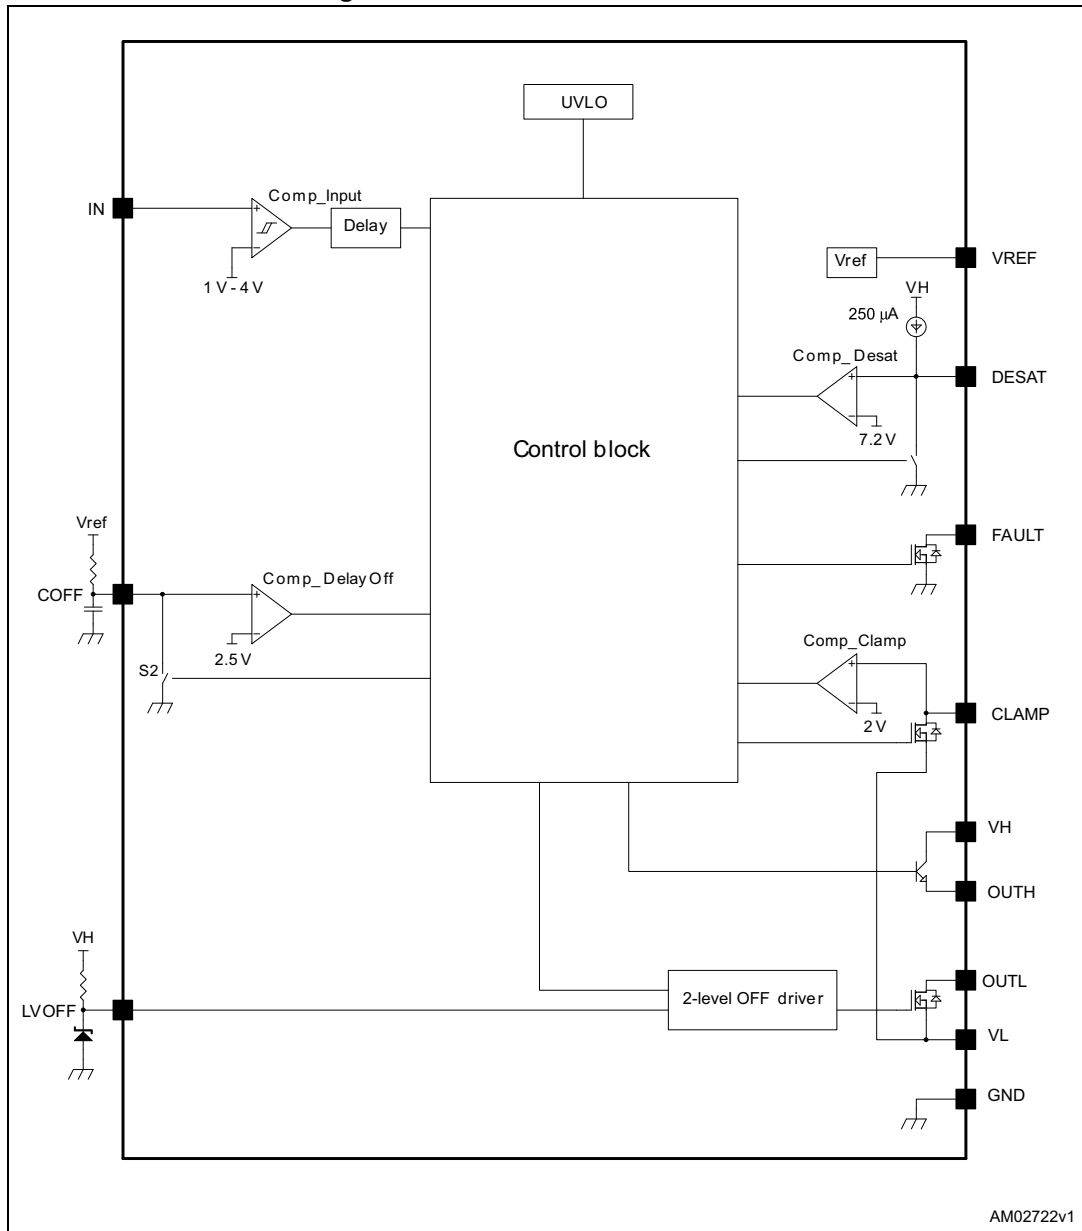 UVLO
Comp_Input
IN
Delay
1 V - 4 V
Vref
VREF
VH
250 µA
Comp_Desat
DESAT
7.2 V
Control block
Vref
FAULT
COFF
Comp_DelayOff
2.5 V
S2
Comp_Clamp
2 V
CLAMP
VH
OUTH
VH
LVOFF
2-level OFF driver
OUTL
VL
GND
AM02722v1